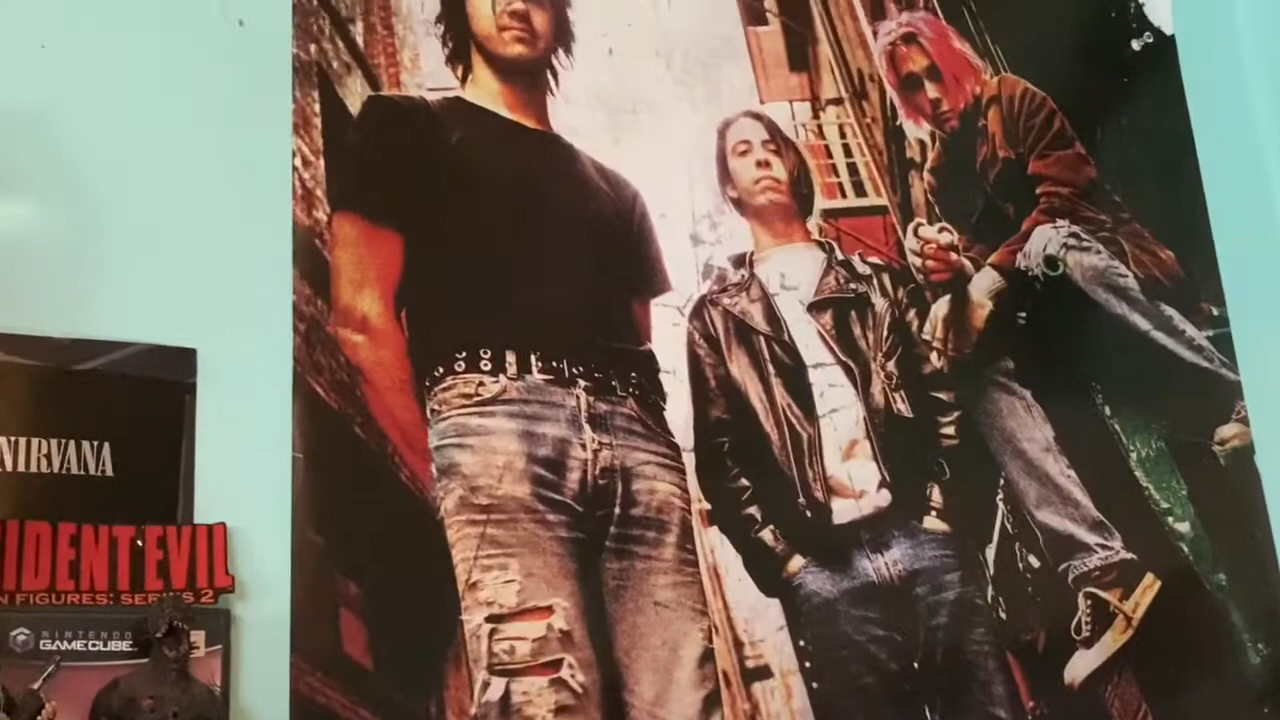 NIRVANA
IDENT EVIL
N FIGURES: SERIES 2
NINTENDO
GAMECUBE